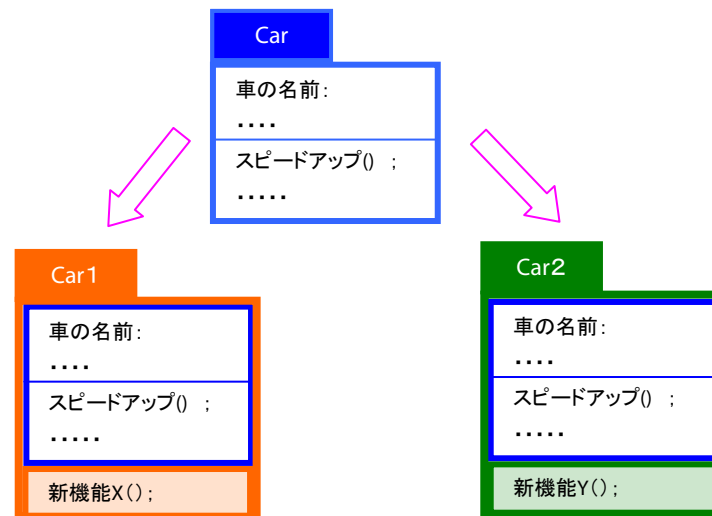 Car
車の名前:
････
スピードアップ() ;
･････
Car1
車の名前:
････
スピードアップ() ;
･････
新機能X();
Car2
車の名前:
････
スピードアップ() ;
･････
新機能Y();